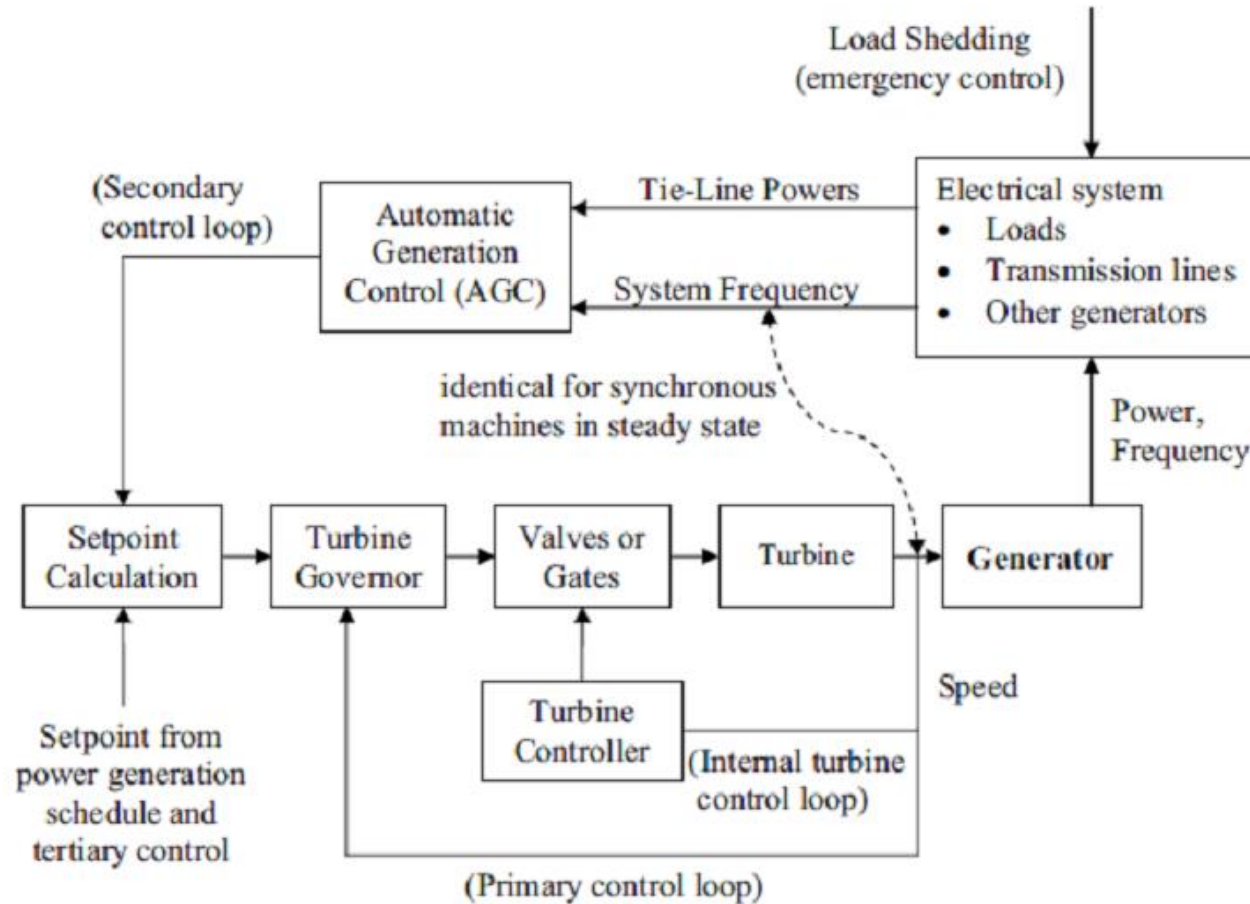 Load Shedding
(emergency control)
(Secondary
control loop)
Automatic
Generation
Control (AGC)
Tie-Line Powers
System Frequency
Electrical system
• Loads
• Transmission lines
• Other generators
identical for synchronous
machines in steady state
Power,
Frequency
Setpoint
Calculation
Turbine
Governor
Valves or
Gates
Turbine
Generator
Turbine
Controller
Speed
(Internal turbine
control loop)
Setpoint from
power generation
schedule and
tertiary control
(Primary control loop)